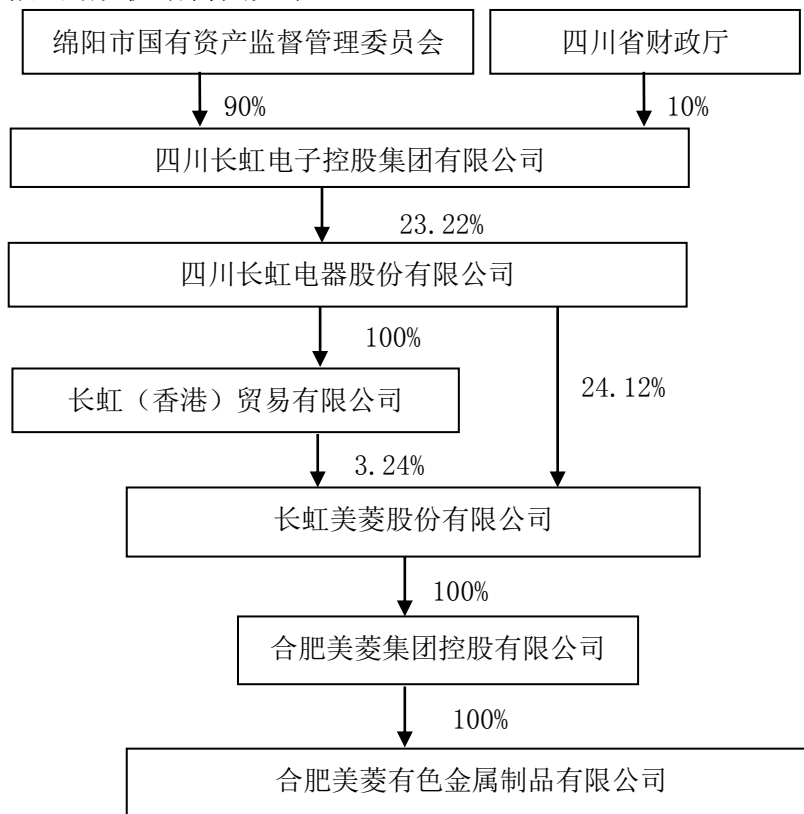 绵阳市国有资产监督管理委员会
四川省财政厅
90%
10%
四川长虹电子控股集团有限公司
23.22%
四川长虹电器股份有限公司
100%
24.12%
长虹（香港）贸易有限公司
3.24%
长虹美菱股份有限公司
100%
合肥美菱集团控股有限公司
100%
合肥美菱有色金属制品有限公司